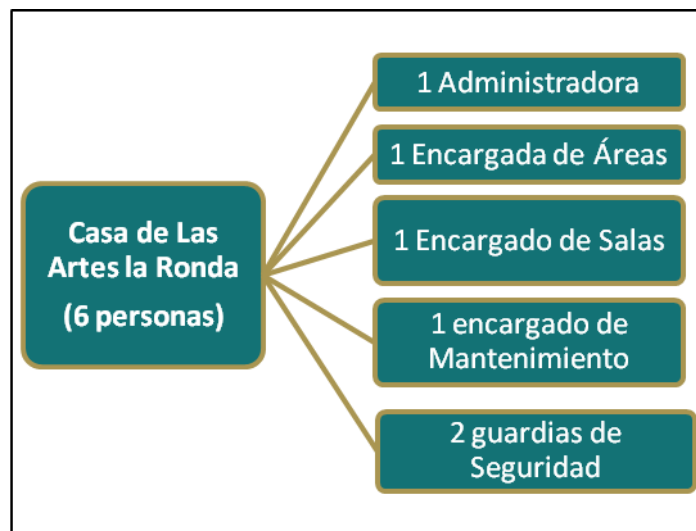 Casa de Las
Artes la Ronda
(6 personas)
1 Administradora
1 Encargada de Áreas
1 Encargado de Salas
1 encargado de
Mantenimiento
2 guardias de
Seguridad